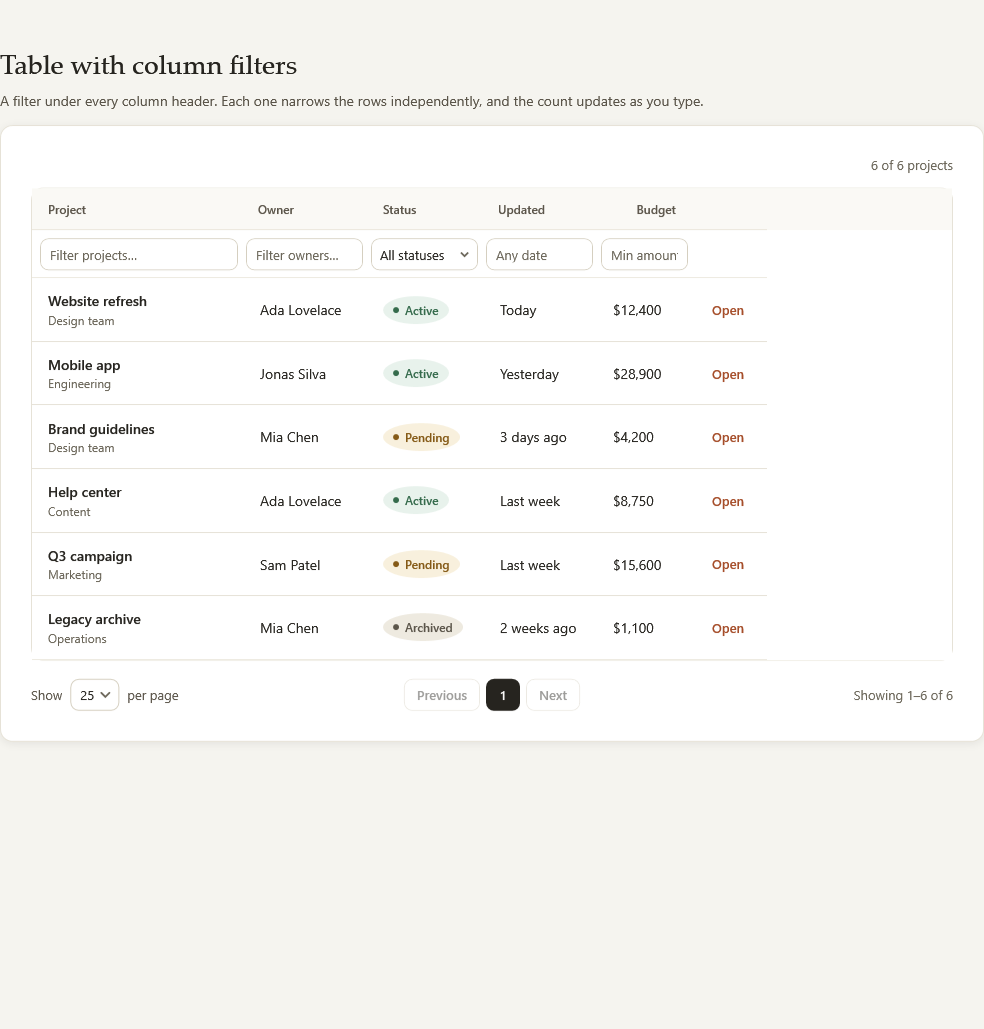 Table with column filters
A filter under every column header. Each one narrows the rows independently, and the count updates as you type.
6 of 6 projects
Project Owner Status Updated Budget
Filter projects... Filter owners... All statuses Any date Min amoun
Website refresh
Design team
Ada Lovelace Active Today $12,400 Open
Mobile app
Engineering
Jonas Silva Active Yesterday $28,900 Open
Brand guidelines
Design team
Mia Chen Pending 3 days ago $4,200 Open
Help center
Content
Ada Lovelace Active Last week $8,750 Open
Q3 campaign
Marketing
Sam Patel Pending Last week $15,600 Open
Legacy archive
Operations
Mia Chen Archived 2 weeks ago $1,100 Open
Show 25 per page Previous 1 Next Showing 1–6 of 6